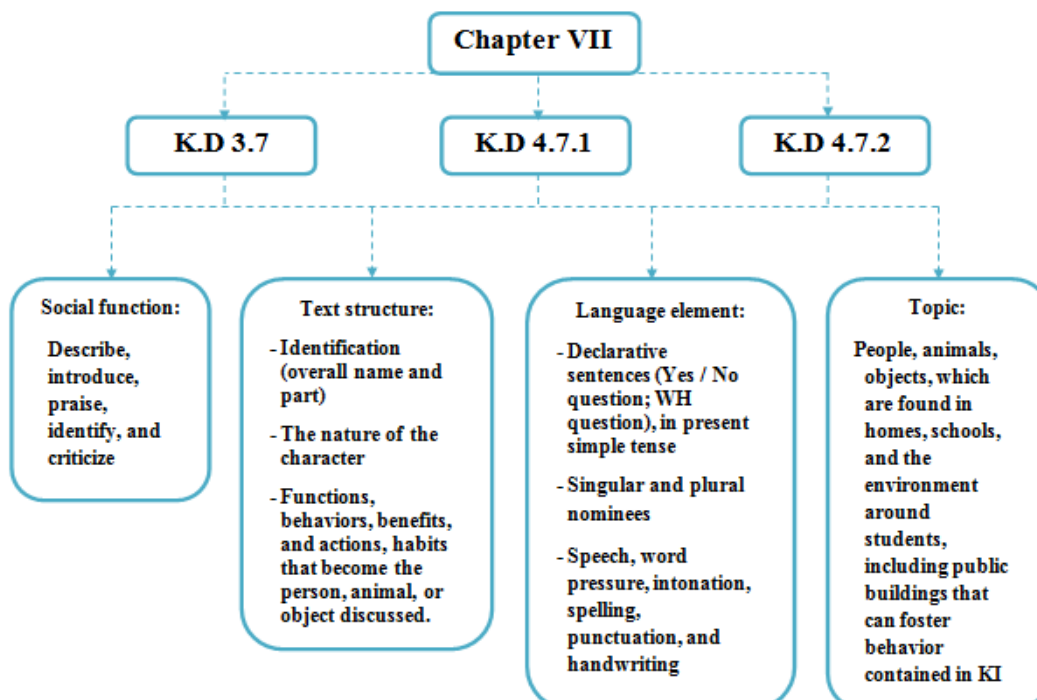 Chapter VII
K.D 3.7
K.D 4.7.1
K.D 4.7.2
Social function:
Describe,
introduce,
praise,
identify, and
criticize
Text structure:
- Identification
(overall name and
part)
- The nature of the
character
- Functions,
behaviors, benefits,
and actions, habits
that become the
person, animal, or
object discussed.
Language element:
- Declarative
sentences (Yes / No
question; WH
question), in present
simple tense
- Singular and plural
nominees
- Speech, word
pressure, intonation,
spelling,
punctuation, and
handwriting
Topic:
People, animals,
objects, which
are found in
homes, schools,
and the
environment
around
students,
including public
buildings that
can foster
behavior
contained in KI